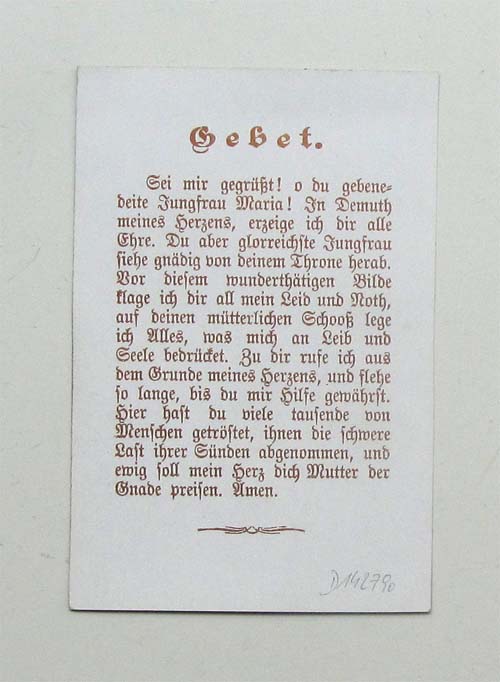 Gebet.
Sei mir gegrüßt! o du gebene-
deite Jungfrau Maria! In Demuth
meines Herzens, erzeige ich dir alle
Ehre. Du aber glorreichste Jungfrau
siehe gnädig von deinem Throne herab.
Vor diesem wunderthätigen Bilde
klage ich dir all mein Leid und Noth,
auf deinen mütterlichen Schooß lege
ich Alles, was mich an Leib und
Seele bedrücket. Zu dir rufe ich aus
dem Grunde meines Herzens, und flehe
so lange, bis du mir Hilfe gewährst.
Hier hast du viele tausende von
Menschen getröstet, ihnen die schwere
Last ihrer Sünden abgenommen, und
ewig soll mein Herz dich Mutter der
Gnade preisen. Amen.
D142790